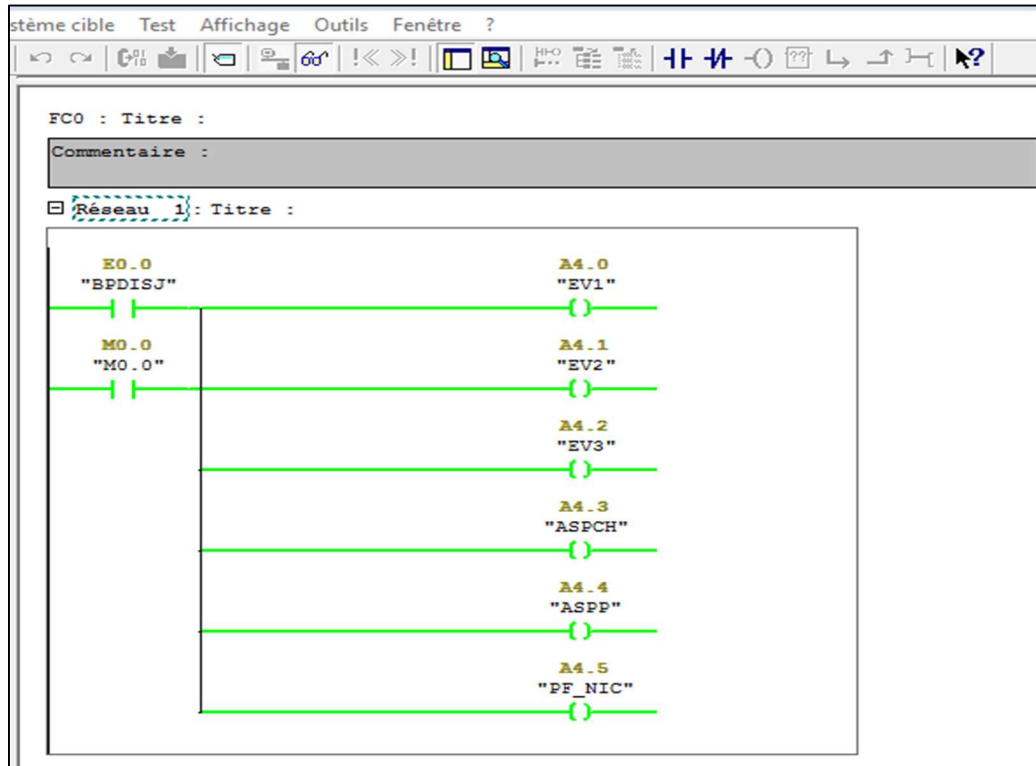 stème cible Test Affichage Outils Fenêtre ?
!« »! ?? ?
FC0 : Titre :
Commentaire :
Réseau 1 : Titre :
E0.0
"BPDISJ"
A4.0
"EV1"
M0.0
"M0.0"
A4.1
"EV2"
A4.2
"EV3"
A4.3
"ASPCH"
A4.4
"ASPP"
A4.5
"PF_NIC"